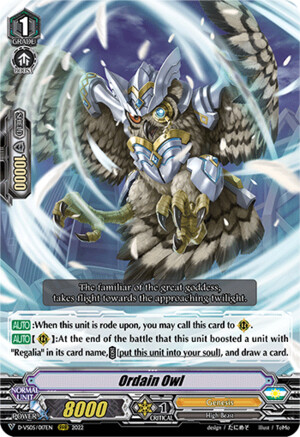 1
GRADE
BOOST
10000
The familiar of the great goddess,
takes flight towards the approaching twilight.
AUTO :When this unit is rode upon, you may call this card to R.
AUTO R 1:At the end of the battle that this unit boosted a unit with
"Regalia" in its card name, [put this unit into your soul], and draw a card.
Ordain Owl
NORMAL UNIT
POWER 8000
1
CRITICAL
Genesis
High Beast
D-VS05/017EN 2022
design / たにめそ illust / ToMo